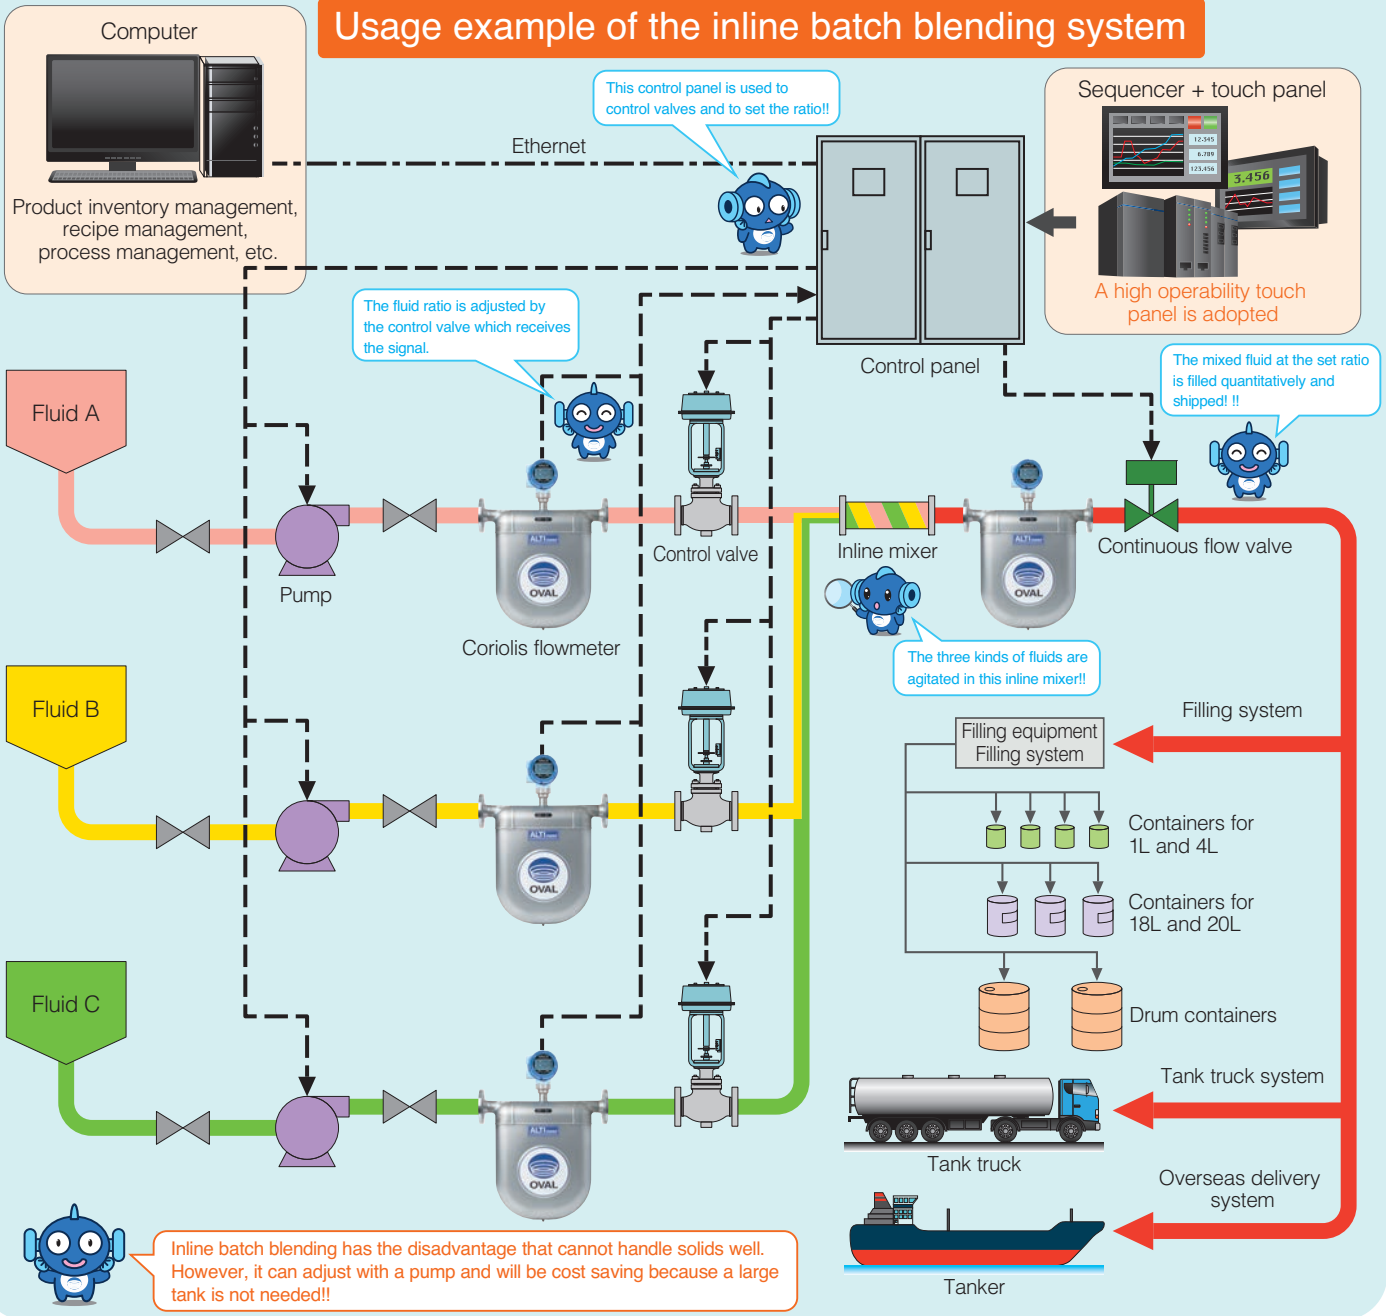 Usage example of the inline batch blending system
Computer
Product inventory management,
recipe management,
process management, etc.
Ethernet
This control panel is used to
control valves and to set the ratio!!
Sequencer + touch panel
12.345
6.789
123.456
3.456
A high operability touch
panel is adopted
Control panel
The fluid ratio is adjusted by
the control valve which receives
the signal.
The mixed fluid at the set ratio
is filled quantitatively and
shipped! !!
Fluid A
Pump
ALTI
OVAL
Coriolis flowmeter
Control valve
Inline mixer
ALTI
OVAL
Continuous flow valve
The three kinds of fluids are
agitated in this inline mixer!!
Fluid B
ALTI
OVAL
Filling system
Filling equipment
Filling system
Containers for
1L and 4L
Containers for
18L and 20L
Drum containers
Fluid C
ALTI
OVAL
Tank truck system
Tank truck
Overseas delivery
system
Tanker
Inline batch blending has the disadvantage that cannot handle solids well.
However, it can adjust with a pump and will be cost saving because a large
tank is not needed!!